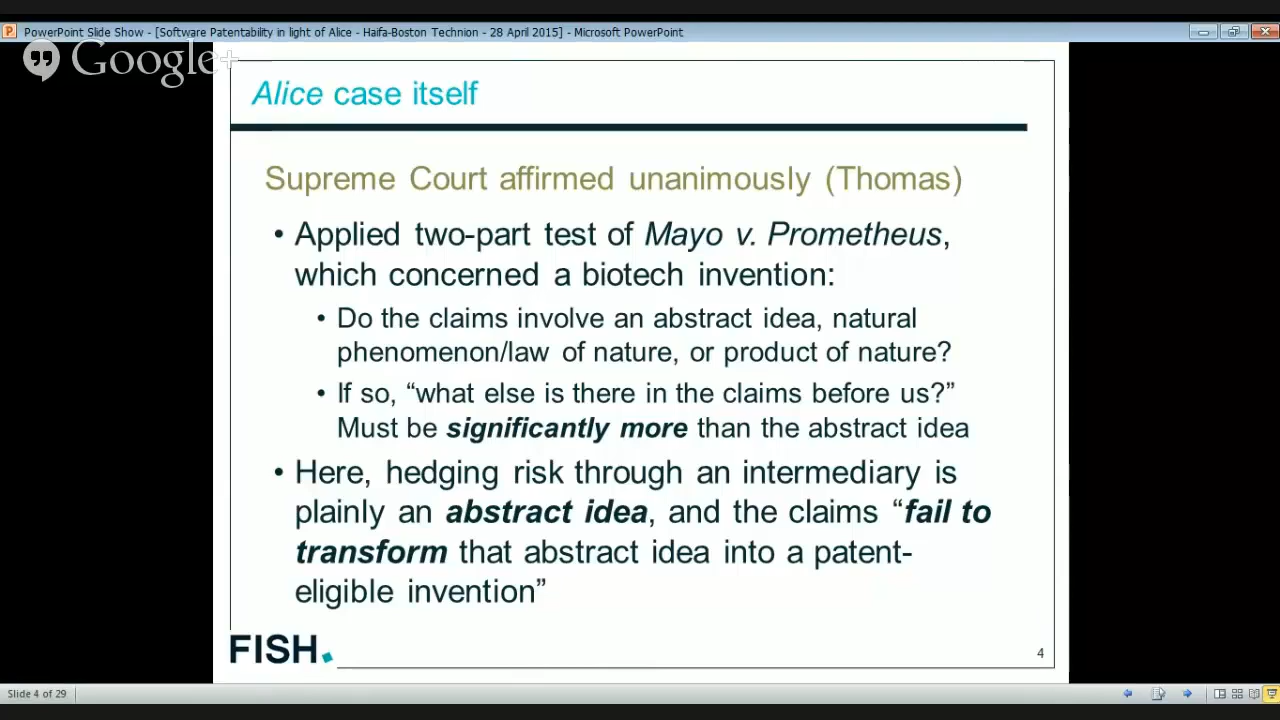 PowerPoint Slide Show - [Software Patentability in light of Alice - Haifa-Boston Technion - 28 April 2015] - Microsoft PowerPoint
Google+
Alice case itself
Supreme Court affirmed unanimously (Thomas)
• Applied two-part test of Mayo v. Prometheus,
which concerned a biotech invention:
• Do the claims involve an abstract idea, natural
phenomenon/law of nature, or product of nature?
• If so, “what else is there in the claims before us?”
Must be significantly more than the abstract idea
• Here, hedging risk through an intermediary is
plainly an abstract idea, and the claims “fail to
transform that abstract idea into a patent-
eligible invention”
FISH.
4
Slide 4 of 29